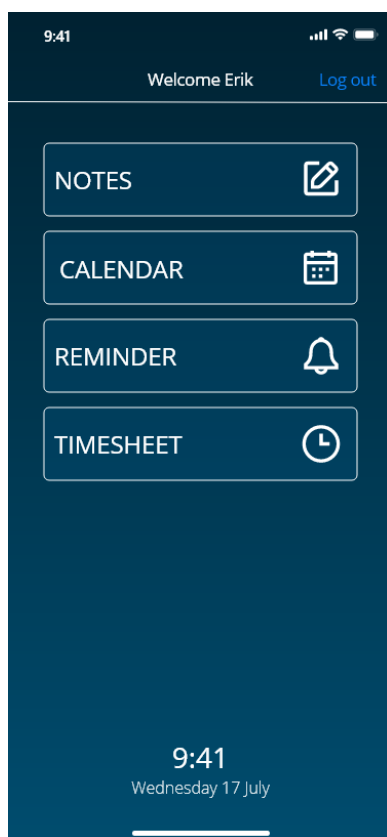 9:41
Welcome Erik Log out
NOTES
CALENDAR
REMINDER
TIMESHEET
9:41
Wednesday 17 July